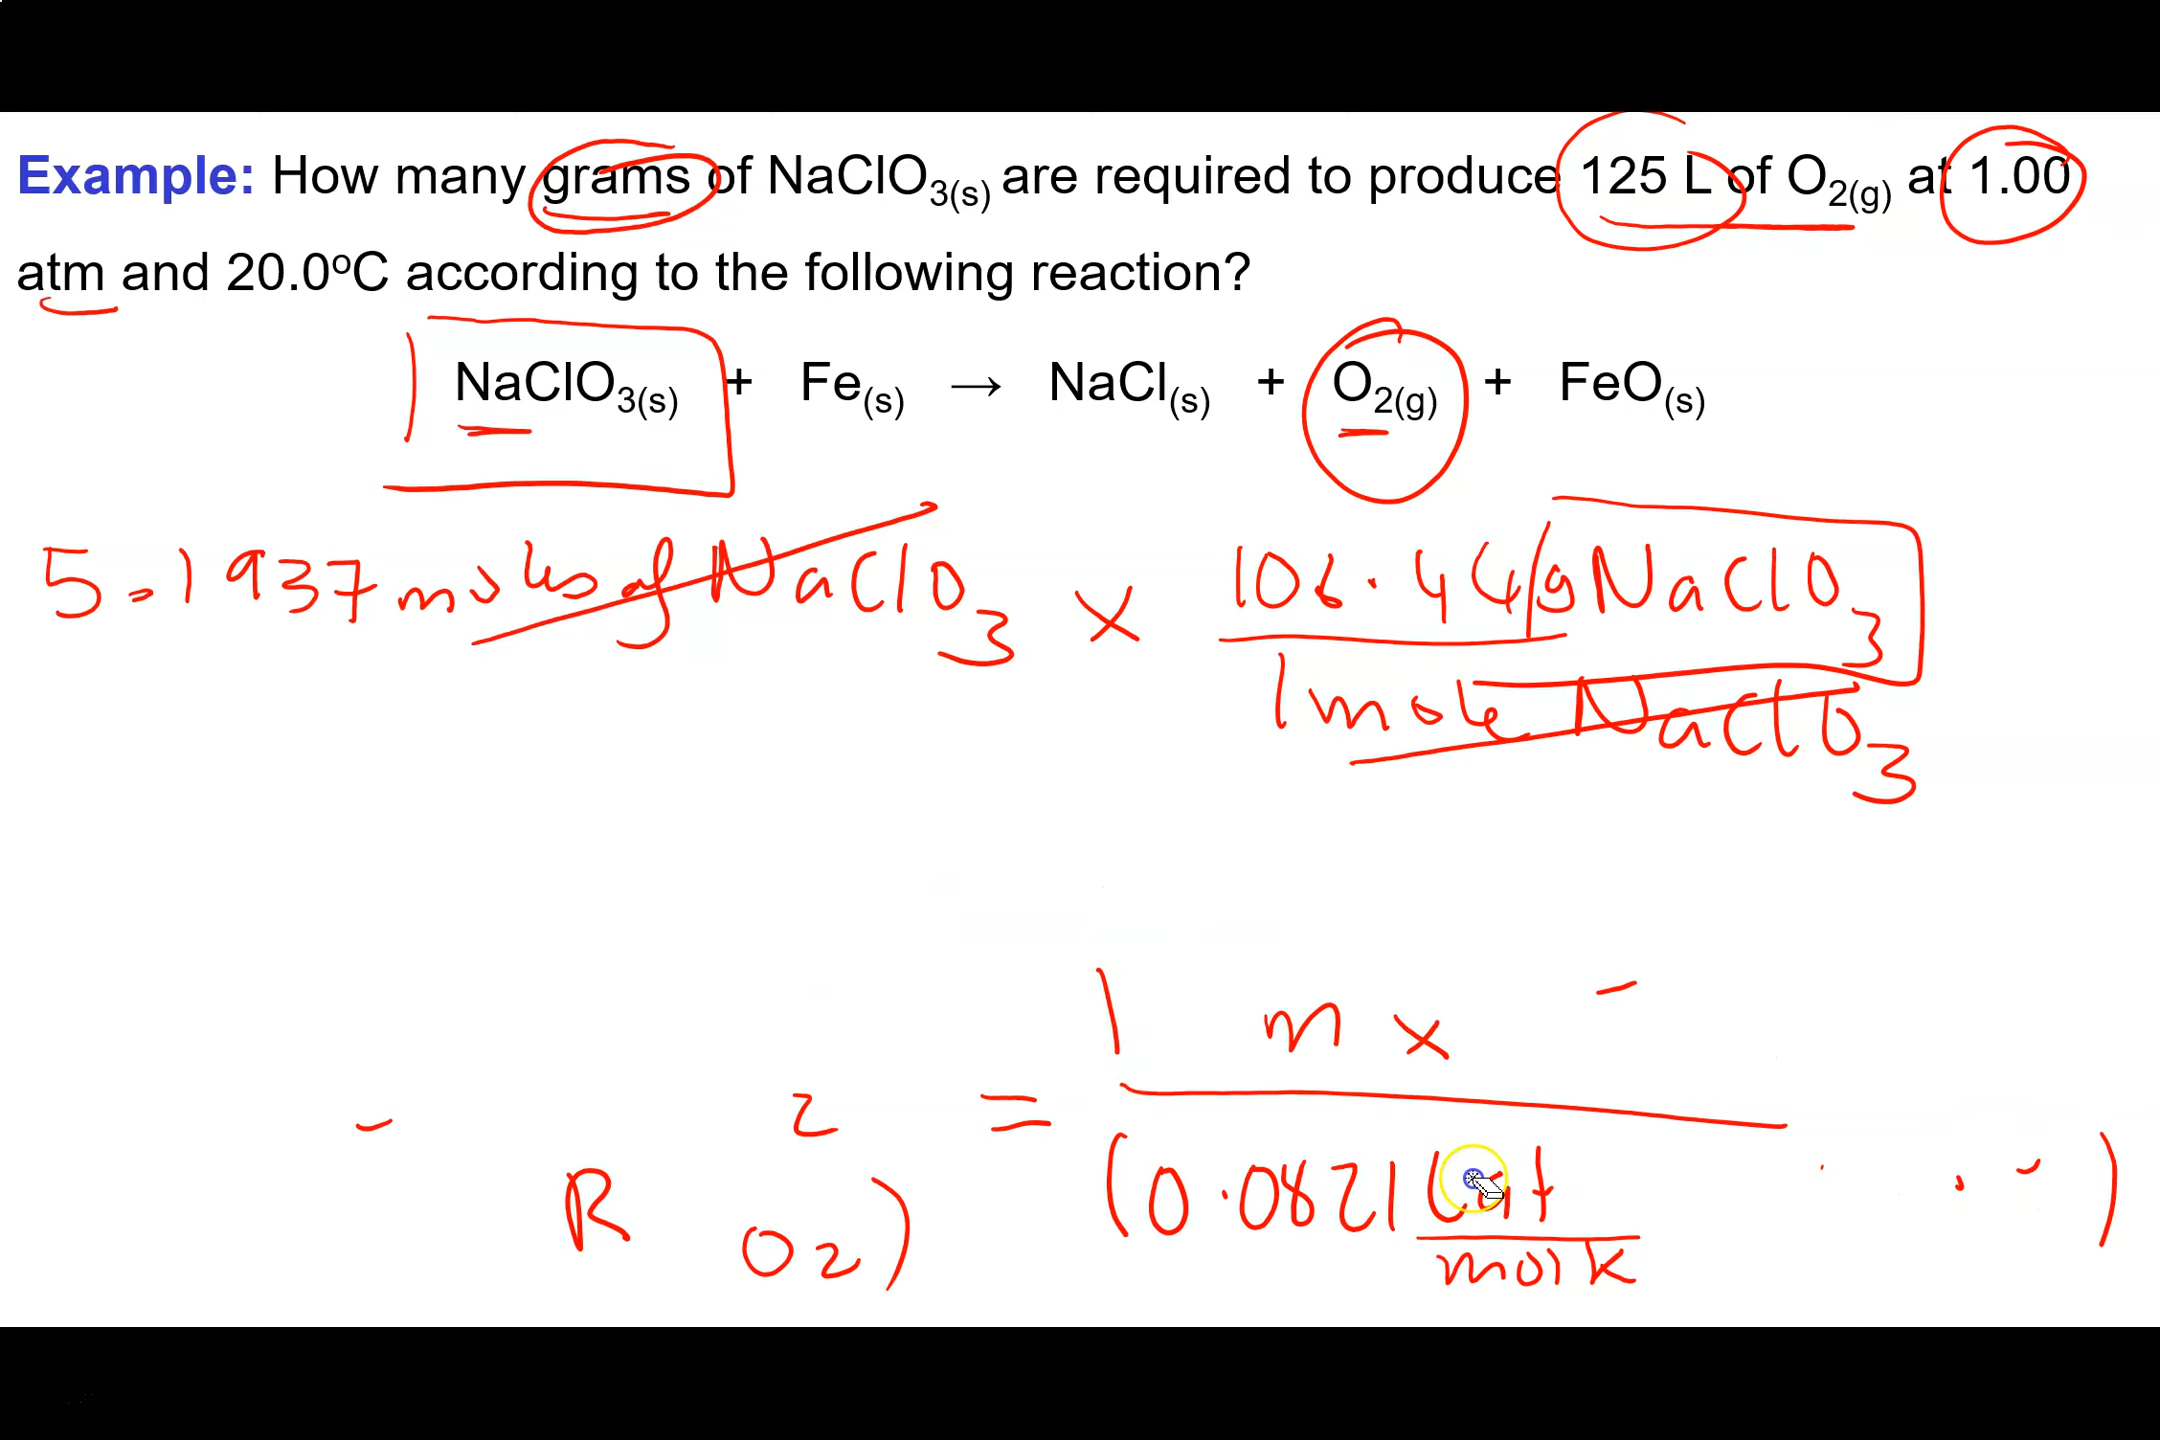 Example: How many grams of NaClO3(s) are required to produce 125 L of O2(g) at 1.00
atm and 20.0oC according to the following reaction?
NaClO3(s) + Fe(s) → NaCl(s) + O2(g) + FeO(s)
5.1937 moles of NaClO3 x 106.44 g NaClO3
1 mole NaClO3
m x
2 =
R O2) (0.0821 )
mol k